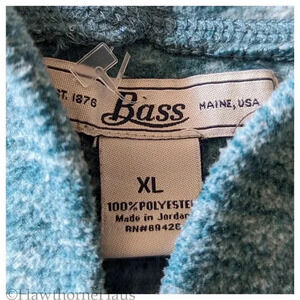 EST. 1876 Bass MAINE, USA
XL
100% POLYESTER
Made in Jordan
©HawthorneHaus